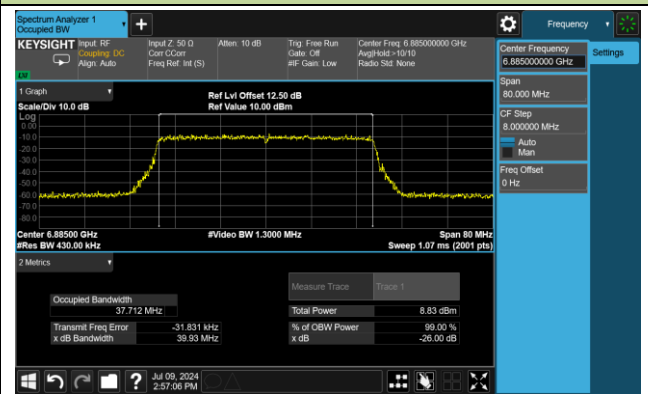 Spectrum Analyzer 1
Occupied BW
Frequency
KEYSIGHT
Input: RF
Coupling: DC
Align: Auto
Input Z: 50 Ω
Corr CCorr
Freq Ref: Int (S)
Atten: 10 dB
Trig: Free Run
Gate: Off
#IF Gain: Low
Center Freq: 6.885000000 GHz
Avg|Hold:>10/10
Radio Std: None
LW
Center Frequency
6.885000000 GHz
Settings
Span
80.000 MHz
CF Step
8.000000 MHz
Auto
Man
Freq Offset
0 Hz
1 Graph
Scale/Div 10.0 dB
Ref Lvl Offset 12.50 dB
Ref Value 10.00 dBm
Log
0.00
-10.0
-20.0
-30.0
-40.0
-50.0
-60.0
-70.0
-80.0
Center 6.88500 GHz
#Video BW 1.3000 MHz
Span 80 MHz
#Res BW 430.00 kHz
Sweep 1.07 ms (2001 pts)
2 Metrics
Measure Trace
Trace 1
Occupied Bandwidth
37.712 MHz
Total Power
8.83 dBm
Transmit Freq Error
-31.831 kHz
% of OBW Power
99.00 %
x dB Bandwidth
39.93 MHz
x dB
-26.00 dB
?
Jul 09, 2024
2:57:06 PM